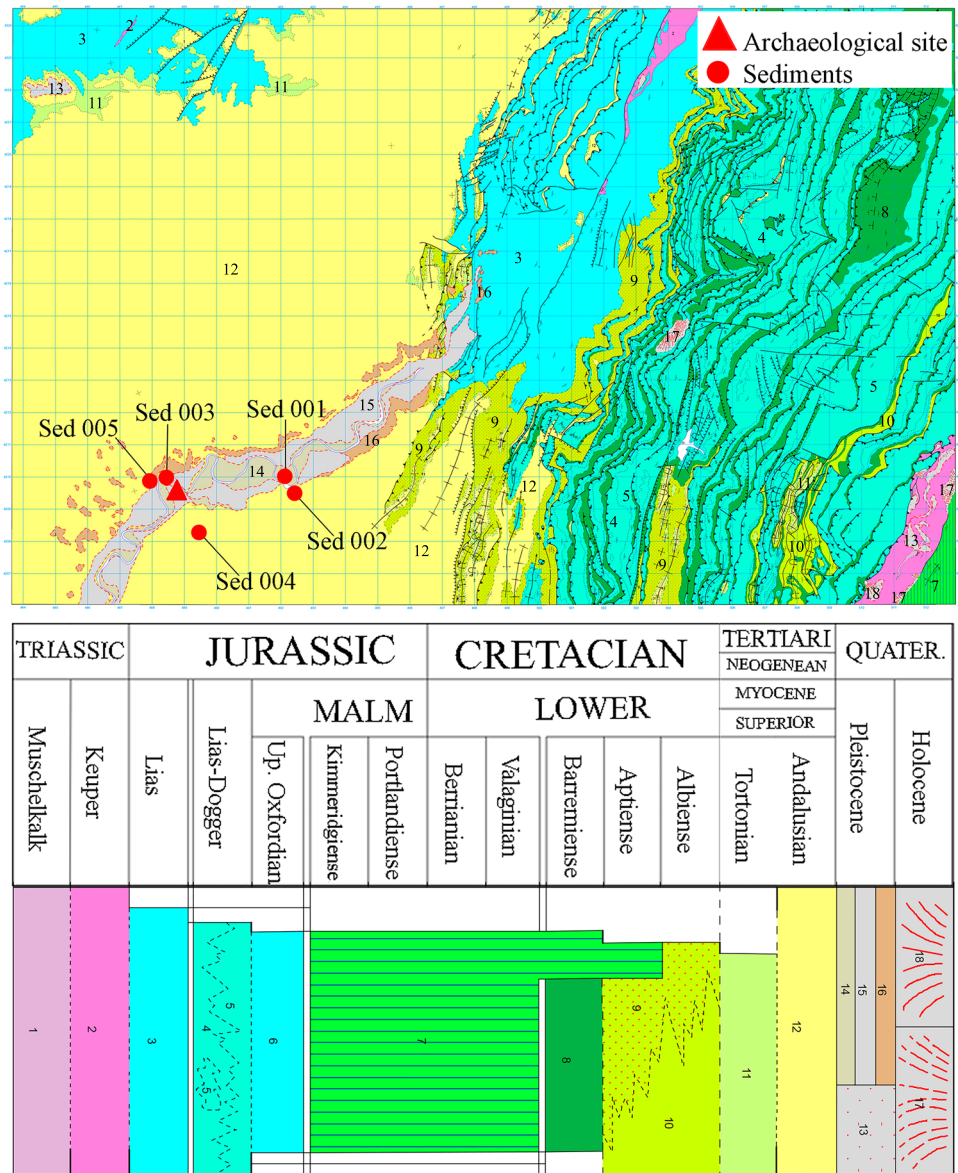 Archaeological site
Sediments
3
2
13
11
11
12
3
16
9
4
8
17
5
10
15
16
9
9
14
12
12
5
4
9
11
10
17
13
18
17
7
Sed 005
Sed 003
Sed 001
Sed 002
Sed 004
TRIASSIC
JURASSIC
CRETACIAN
TERTIARI
NEOGENEAN
QUATER.
MALM
LOWER
MYOCENE
SUPERIOR
Muschelkalk
Keuper
Lias
Lias-Dogger
Up. Oxfordian
Kimmeridgiense
Portlandiense
Berrianian
Valaginian
Barremiense
Aptiense
Albiense
Tortonian
Andalusian
Pleistocene
Holocene
1
2
3
4
5
5
6
7
8
9
10
11
12
14
15
16
13
18
17